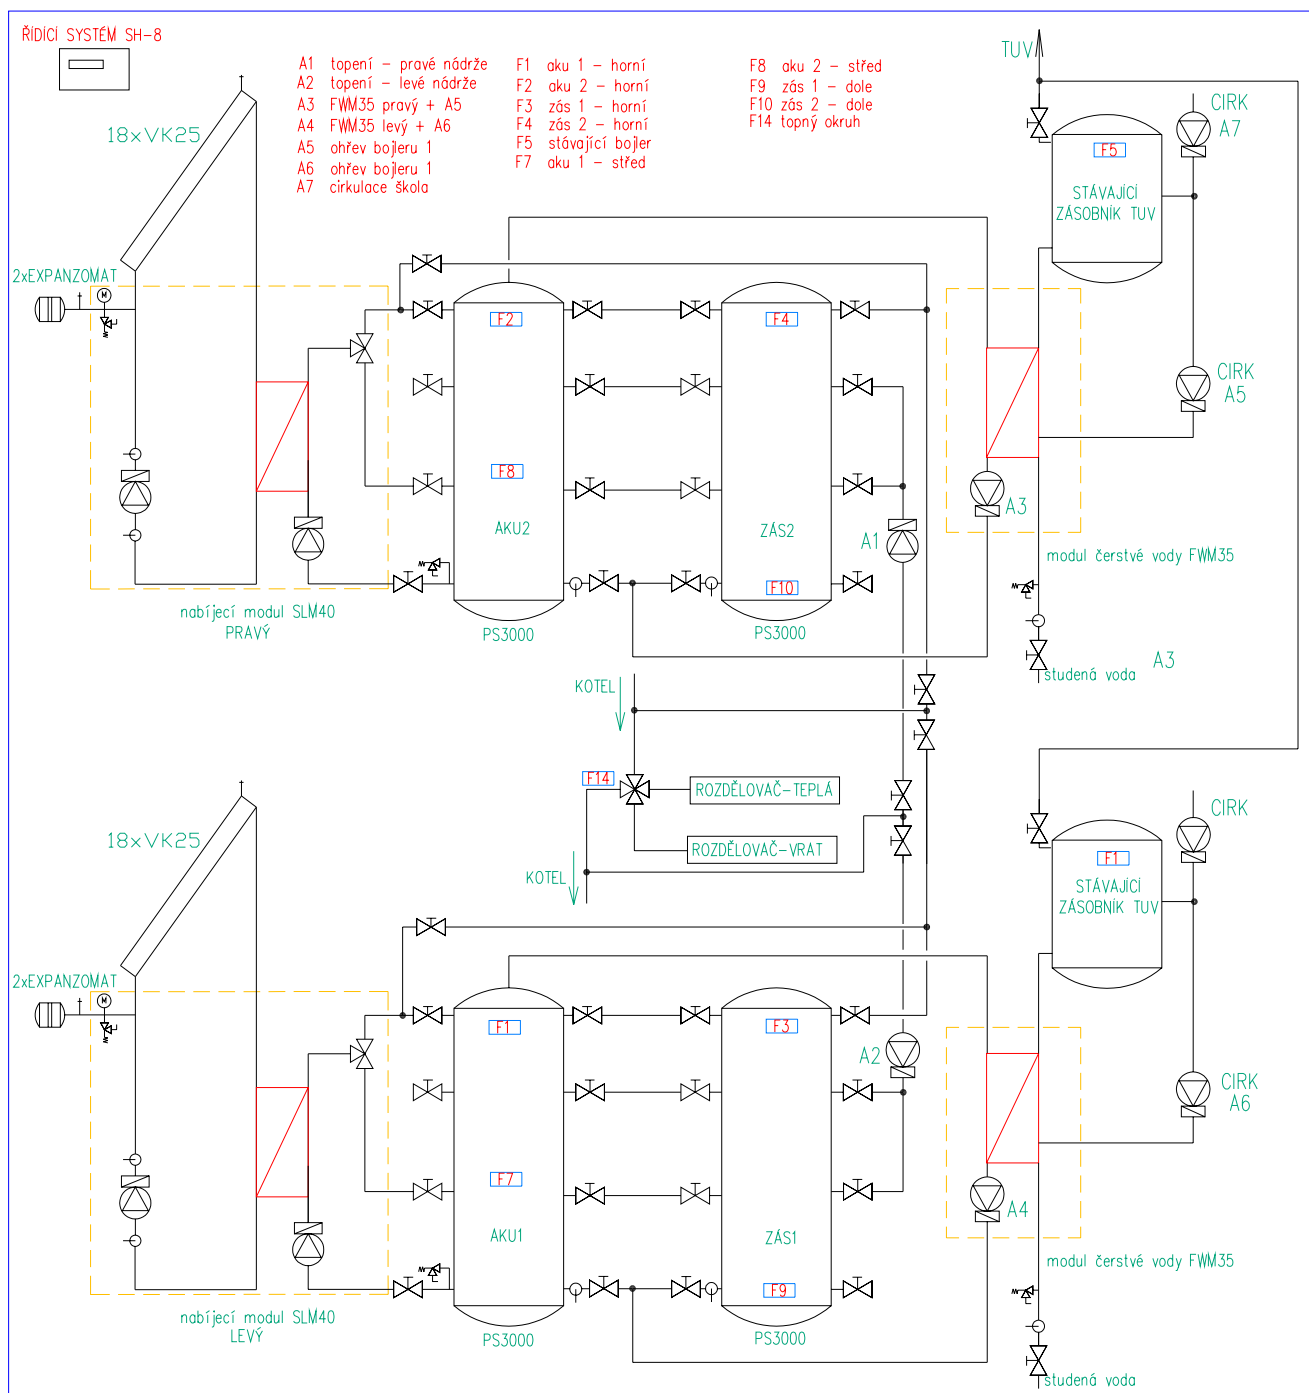 ŘÍDICÍ SYSTÉM SH-8
A1 topení - pravé nádrže
A2 topení - levé nádrže
A3 FWM35 pravý + A5
A4 FWM35 levý + A6
A5 ohřev bojleru 1
A6 ohřev bojleru 1
A7 cirkulace škola
F1 aku 1 - horní
F2 aku 2 - horní
F3 zás 1 - horní
F4 zás 2 - horní
F5 stávající bojler
F7 aku 1 - střed
F8 aku 2 - střed
F9 zás 1 - dole
F10 zás 2 - dole
F14 topný okruh
TUV
CIRK
A7
18xVK25
F5
STÁVAJÍCÍ
ZÁSOBNÍK TUV
2xEXPANZOMAT
M
F2
F4
CIRK
A5
F8
AKU2
ZÁS2
A1
A3
F10
modul čerstvé vody FWM35
nabíjecí modul SLM40
PRAVÝ
PS3000
PS3000
studená voda
A3
KOTEL
F14
ROZDĚLOVAČ-TEPLÁ
ROZDĚLOVAČ-VRAT
KOTEL
18xVK25
CIRK
F1
STÁVAJÍCÍ
ZÁSOBNÍK TUV
2xEXPANZOMAT
M
F1
F3
A2
CIRK
A6
F7
AKU1
ZÁS1
A4
F9
modul čerstvé vody FWM35
nabíjecí modul SLM40
LEVÝ
PS3000
PS3000
studená voda